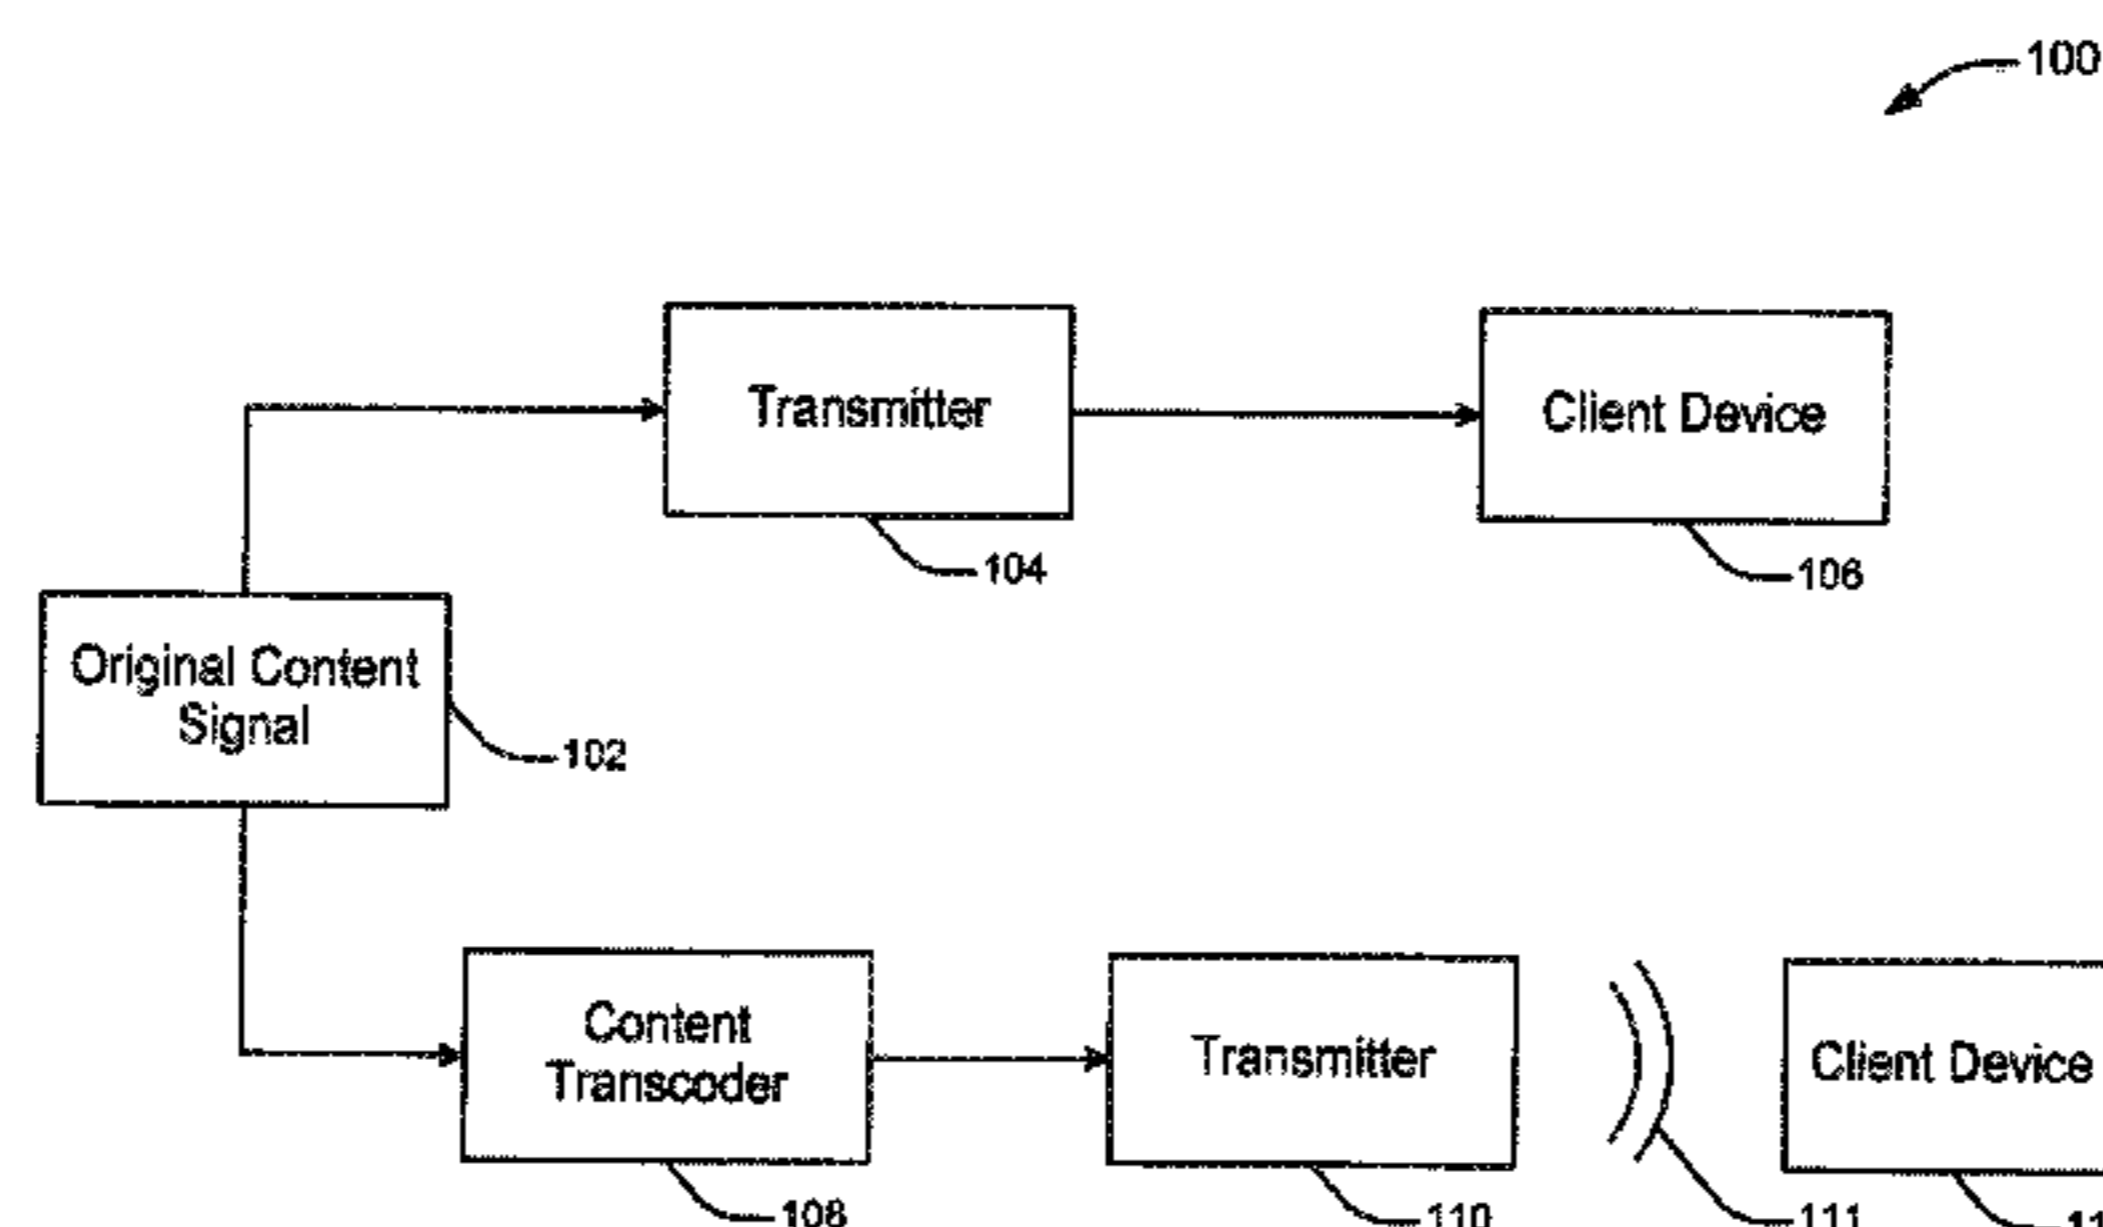 100
Transmitter
Client Device
104
106
Original Content
Signal
102
Content
Transcoder
Transmitter
Client Device
108
110
111